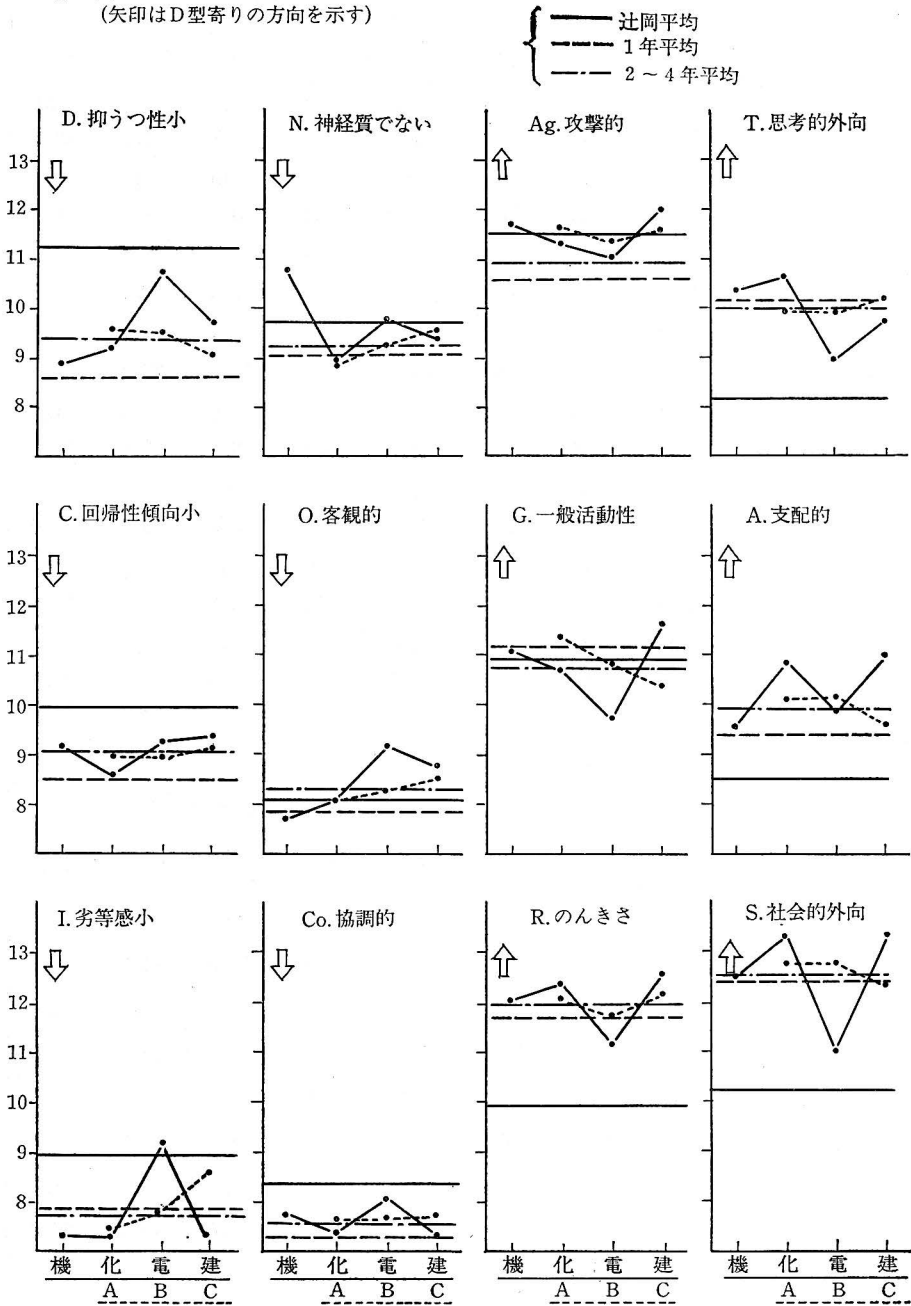 (矢印はD型寄りの方向を示す)
辻岡平均
1年平均
2～4年平均
D. 抑うつ性小
N. 神経質でない
Ag. 攻撃的
T. 思考的外向
13
12
11
10
9
8
C. 回帰性傾向小
O. 客観的
G. 一般活動性
A. 支配的
13
12
11
10
9
8
I. 劣等感小
Co. 協調的
R. のんきさ
S. 社会的外向
13
12
11
10
9
8
機 化 電 建 機 化 電 建 機 化 電 建 機 化 電 建
A B C A B C A B C A B C